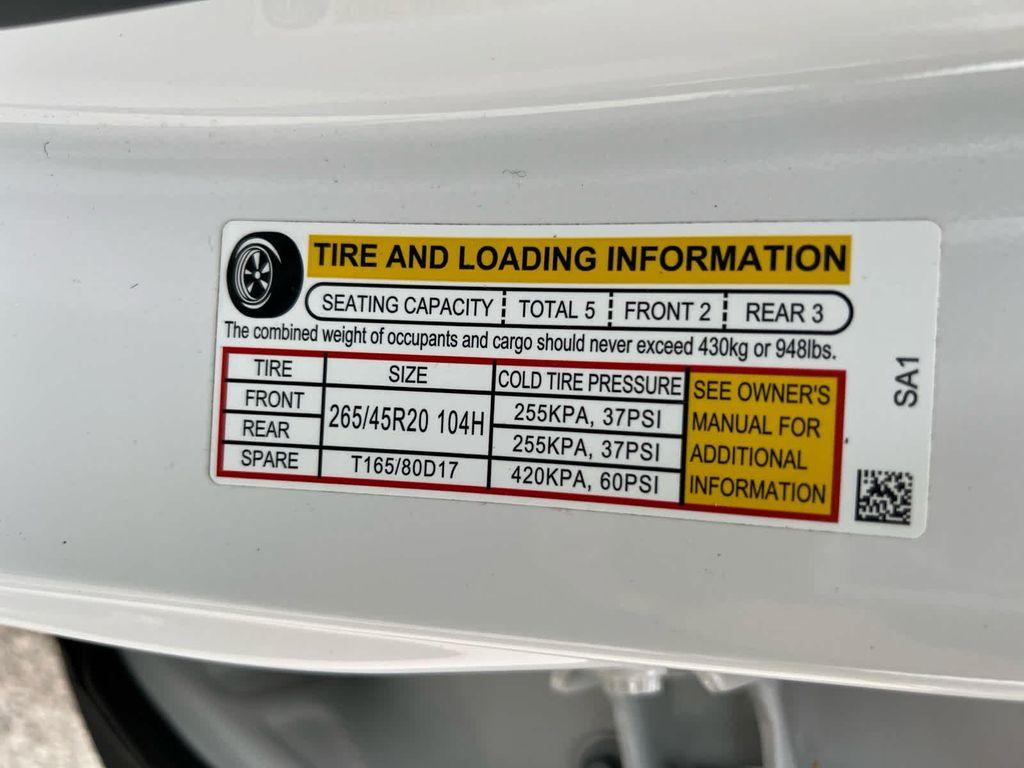 TIRE AND LOADING INFORMATION
SEATING CAPACITY TOTAL 5 FRONT 2 REAR 3
The combined weight of occupants and cargo should never exceed 430kg or 948lbs.
TIRE SIZE COLD TIRE PRESSURE
FRONT 265/45R20 104H 255KPA, 37PSI
REAR 255KPA, 37PSI
SPARE T165/80D17 420KPA, 60PSI
SEE OWNER'S
MANUAL FOR
ADDITIONAL
INFORMATION
SA1